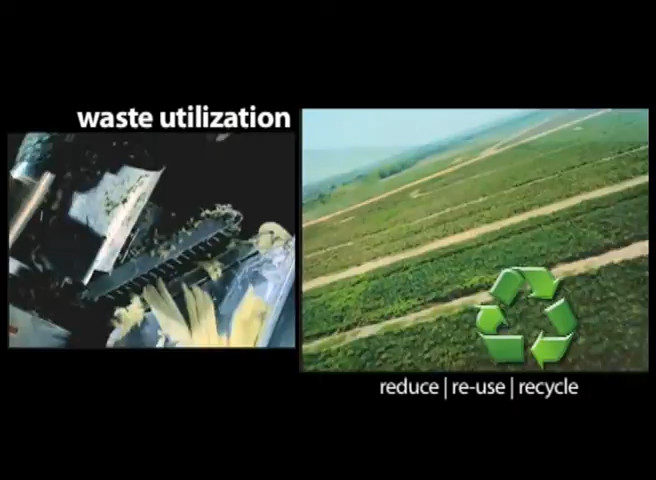 waste utilization
reduce | re-use | recycle